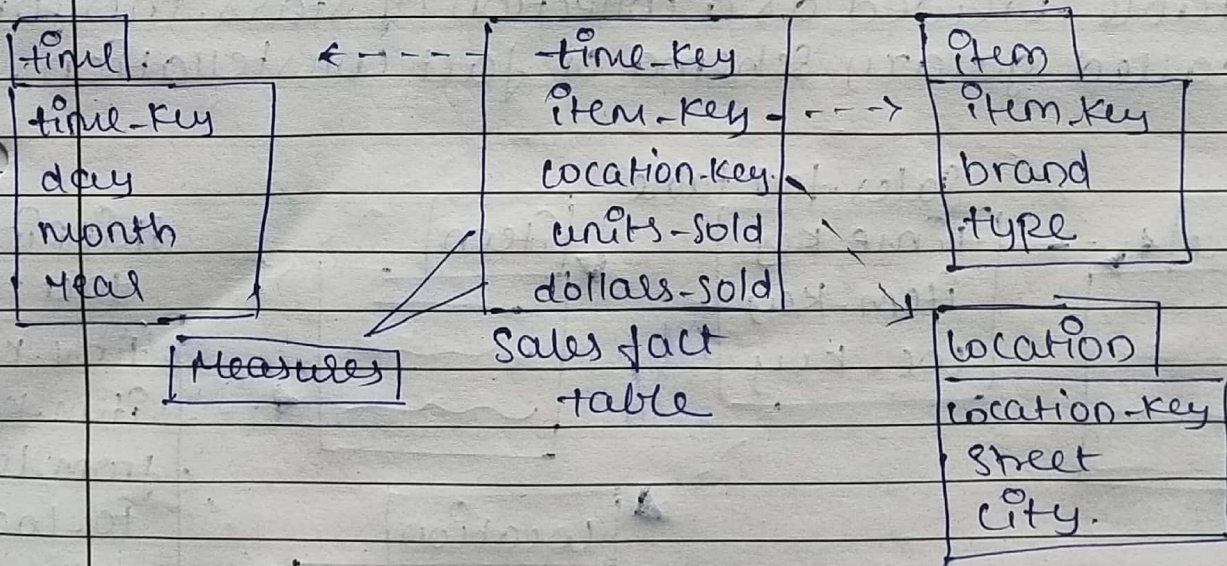 time
time-key
day
month
year
Measures
time-key
item-key
location-key
units-sold
dollars-sold
Sales fact
table
item
item key
brand
type
location
location-key
street
city.